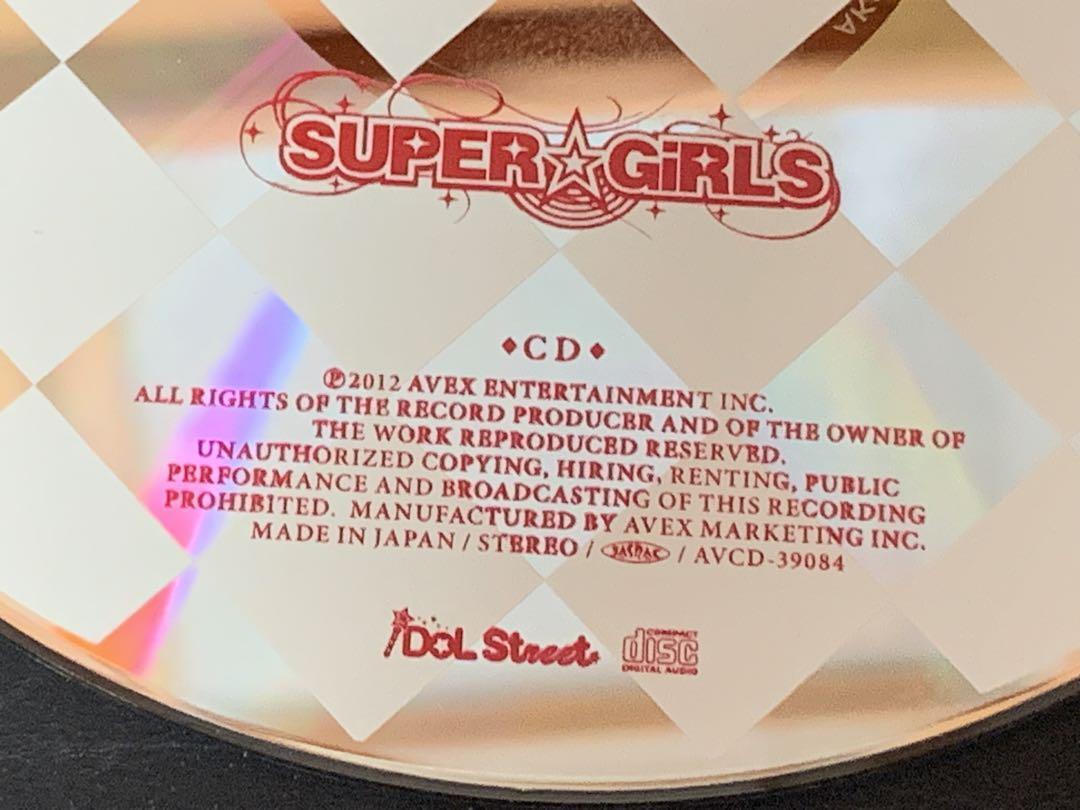 SUPER☆GiRLS
◆CD◆
Ⓟ2012 AVEX ENTERTAINMENT INC.
ALL RIGHTS OF THE RECORD PRODUCER AND OF THE OWNER OF
THE WORK REPRODUCED RESERVED.
UNAUTHORIZED COPYING, HIRING, RENTING, PUBLIC
PERFORMANCE AND BROADCASTING OF THIS RECORDING
PROHIBITED. MANUFACTURED BY AVEX MARKETING INC.
MADE IN JAPAN / STEREO / JASRAC / AVCD-39084
iDOL Street
COMPACT
disc
DIGITAL AUDIO